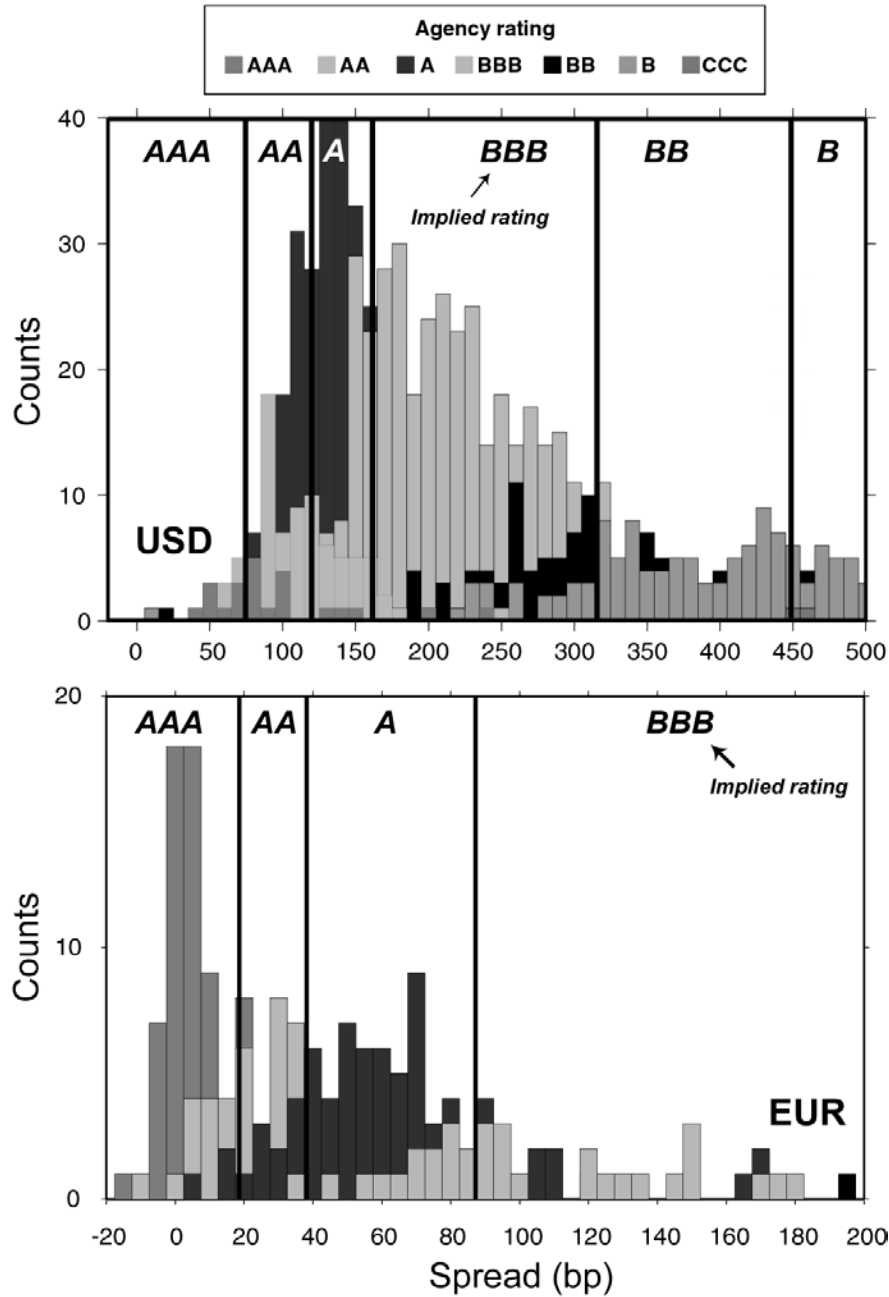 Agency rating
AAA AA A BBB BB B CCC
40
30
20
10
0
Counts
AAA AA A BBB BB B
Implied rating
USD
0 50 100 150 200 250 300 350 400 450 500
20
10
0
Counts
AAA AA A BBB
Implied rating
EUR
-20 0 20 40 60 80 100 120 140 160 180 200
Spread (bp)